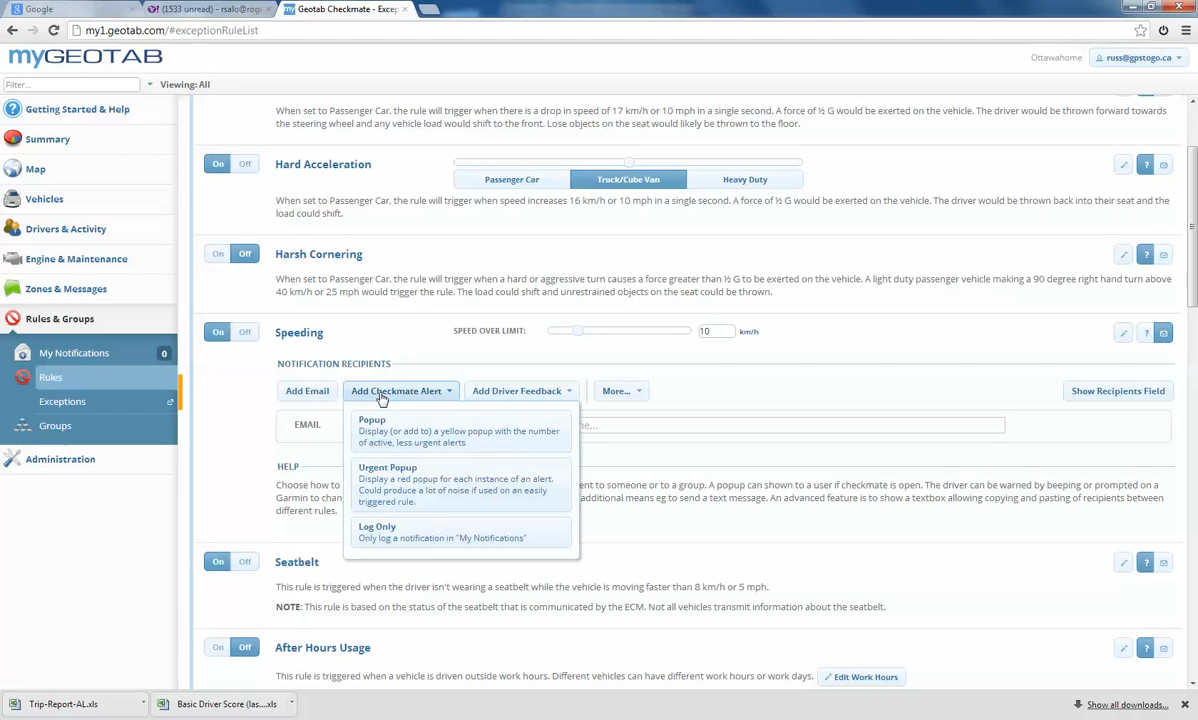 Google
(1533 unread) - rsalo@rog
my Geotab Checkmate - Exce
my1.geotab.com/#exceptionRuleList
myGEOTAB
Ottawahome
russ@gpstogo.ca
Filter...
Viewing: All
Getting Started & Help
Summary
Map
Vehicles
Drivers & Activity
Engine & Maintenance
Zones & Messages
Rules & Groups
My Notifications 0
Rules
Exceptions
Groups
Administration
When set to Passenger Car, the rule will trigger when there is a drop in speed of 17 km/h or 10 mph in a single second. A force of ½ G would be exerted on the vehicle. The driver would be thrown forward towards
the steering wheel and any vehicle load would shift to the front. Lose objects on the seat would likely be thrown to the floor.
On Off Hard Acceleration
Passenger Car Truck/Cube Van Heavy Duty
?
When set to Passenger Car, the rule will trigger when speed increases 16 km/h or 10 mph in a single second. A force of ½ G would be exerted on the vehicle. The driver would be thrown back into their seat and the
load could shift.
On Off Harsh Cornering
?
When set to Passenger Car, the rule will trigger when a hard or aggressive turn causes a force greater than ½ G to be exerted on the vehicle. A light duty passenger vehicle making a 90 degree right hand turn above
40 km/h or 25 mph would trigger the rule. The load could shift and unrestrained objects on the seat could be thrown.
On Off Speeding SPEED OVER LIMIT: 10 km/h
?
NOTIFICATION RECIPIENTS
Add Email Add Checkmate Alert Add Driver Feedback More... Show Recipients Field
EMAIL ne...
Popup
Display (or add to) a yellow popup with the number
of active, less urgent alerts
Urgent Popup
Display a red popup for each instance of an alert.
Could produce a lot of noise if used on an easily
triggered rule.
Log Only
Only log a notification in "My Notifications"
HELP
Choose how to ent to someone or to a group. A popup can shown to a user if checkmate is open. The driver can be warned by beeping or prompted on a
Garmin to chan additional means eg to send a text message. An advanced feature is to show a textbox allowing copying and pasting of recipients between
different rules.
On Off Seatbelt
?
This rule is triggered when the driver isn't wearing a seatbelt while the vehicle is moving faster than 8 km/h or 5 mph.
NOTE: This rule is based on the status of the seatbelt that is communicated by the ECM. Not all vehicles transmit information about the seatbelt.
On Off After Hours Usage
?
This rule is triggered when a vehicle is driven outside work hours. Different vehicles can have different work hours or work days. Edit Work Hours
Trip-Report-AL.xls
Basic Driver Score (las....xls
Show all downloads...